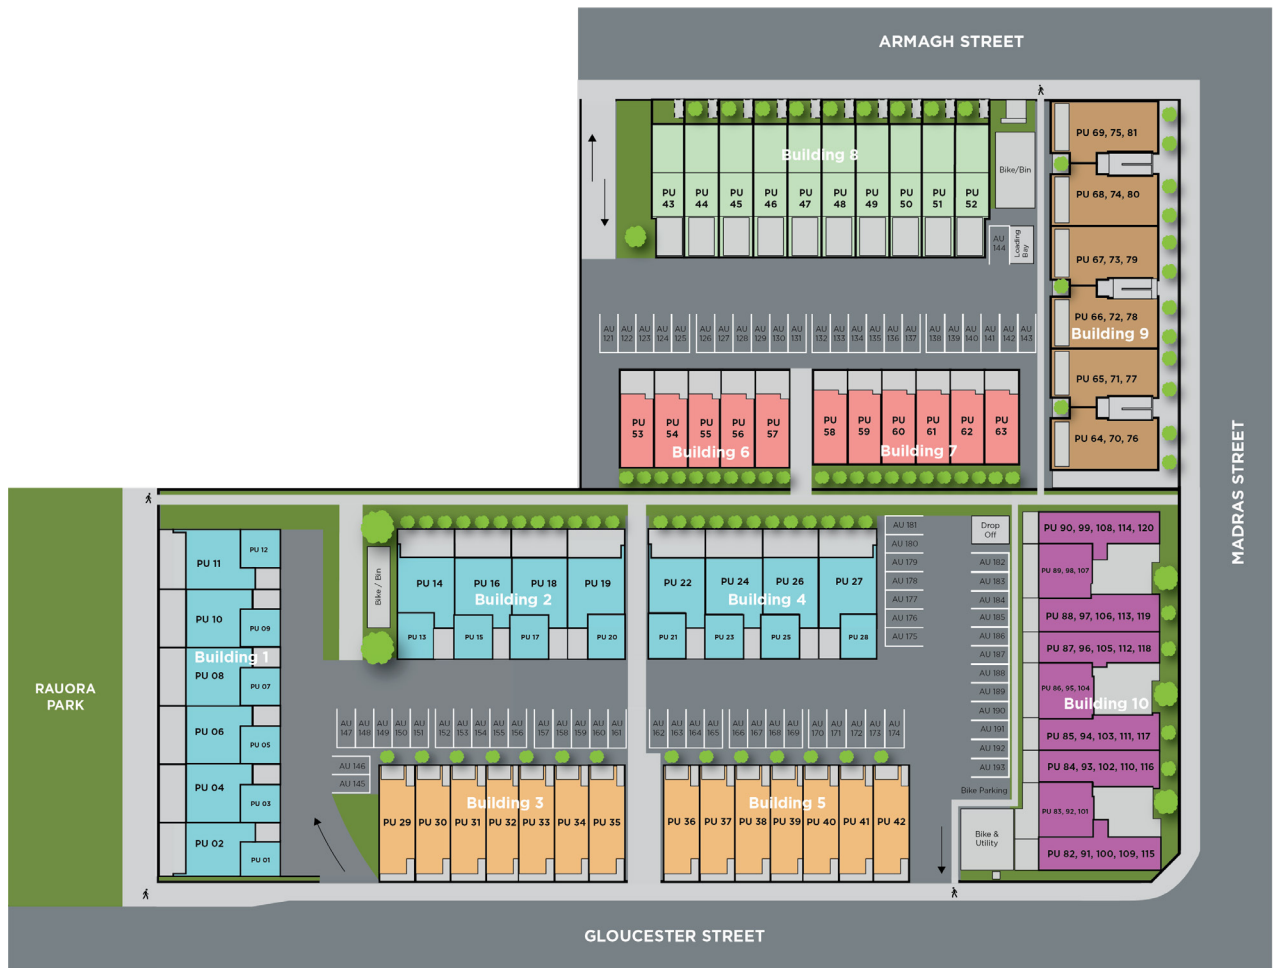 ARMAGH STREET
Building 8
PU 43
PU 44
PU 45
PU 46
PU 47
PU 48
PU 49
PU 50
PU 51
PU 52
Bike/Bin
AU 144
Loading Bay
PU 69, 75, 81
PU 68, 74, 80
PU 67, 73, 79
PU 66, 72, 78
Building 9
PU 65, 71, 77
PU 64, 70, 76
AU 121
AU 122
AU 123
AU 124
AU 125
AU 126
AU 127
AU 128
AU 129
AU 130
AU 131
AU 132
AU 133
AU 134
AU 135
AU 136
AU 137
AU 138
AU 139
AU 140
AU 141
AU 142
AU 143
PU 53
PU 54
PU 55
PU 56
PU 57
Building 6
PU 58
PU 59
PU 60
PU 61
PU 62
PU 63
Building 7
MADRAS STREET
RAUORA
PARK
PU 11
PU 12
PU 10
PU 09
Building 1
PU 08
PU 07
PU 06
PU 05
PU 04
PU 03
PU 02
PU 01
Bike / Bin
PU 14
PU 16
PU 18
PU 19
Building 2
PU 13
PU 15
PU 17
PU 20
PU 22
PU 24
PU 26
PU 27
Building 4
PU 21
PU 23
PU 25
PU 28
AU 181
AU 180
AU 179
AU 178
AU 177
AU 176
AU 175
Drop
Off
AU 182
AU 183
AU 184
AU 185
AU 186
AU 187
AU 188
AU 189
AU 190
AU 191
AU 192
AU 193
Bike Parking
PU 90, 99, 108, 114, 120
PU 89, 98, 107
PU 88, 97, 106, 113, 119
PU 87, 96, 105, 112, 118
PU 86, 95, 104
Building 10
PU 85, 94, 103, 111, 117
PU 84, 93, 102, 110, 116
PU 83, 92, 101
PU 82, 91, 100, 109, 115
AU 147
AU 148
AU 149
AU 150
AU 151
AU 152
AU 153
AU 154
AU 155
AU 156
AU 157
AU 158
AU 159
AU 160
AU 161
AU 162
AU 163
AU 164
AU 165
AU 166
AU 167
AU 168
AU 169
AU 170
AU 171
AU 172
AU 173
AU 174
AU 146
AU 145
Building 3
PU 29
PU 30
PU 31
PU 32
PU 33
PU 34
PU 35
Building 5
PU 36
PU 37
PU 38
PU 39
PU 40
PU 41
PU 42
Bike &
Utility
GLOUCESTER STREET